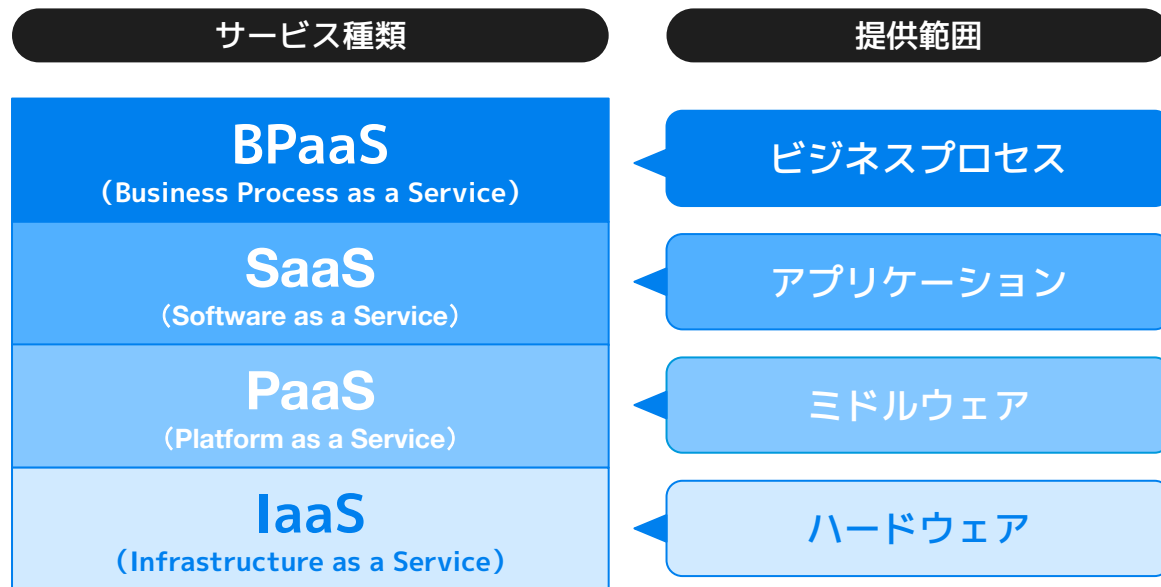 サービス種類
提供範囲
BPaaS
（Business Process as a Service）
ビジネスプロセス
SaaS
（Software as a Service）
アプリケーション
PaaS
（Platform as a Service）
ミドルウェア
IaaS
（Infrastructure as a Service）
ハードウェア